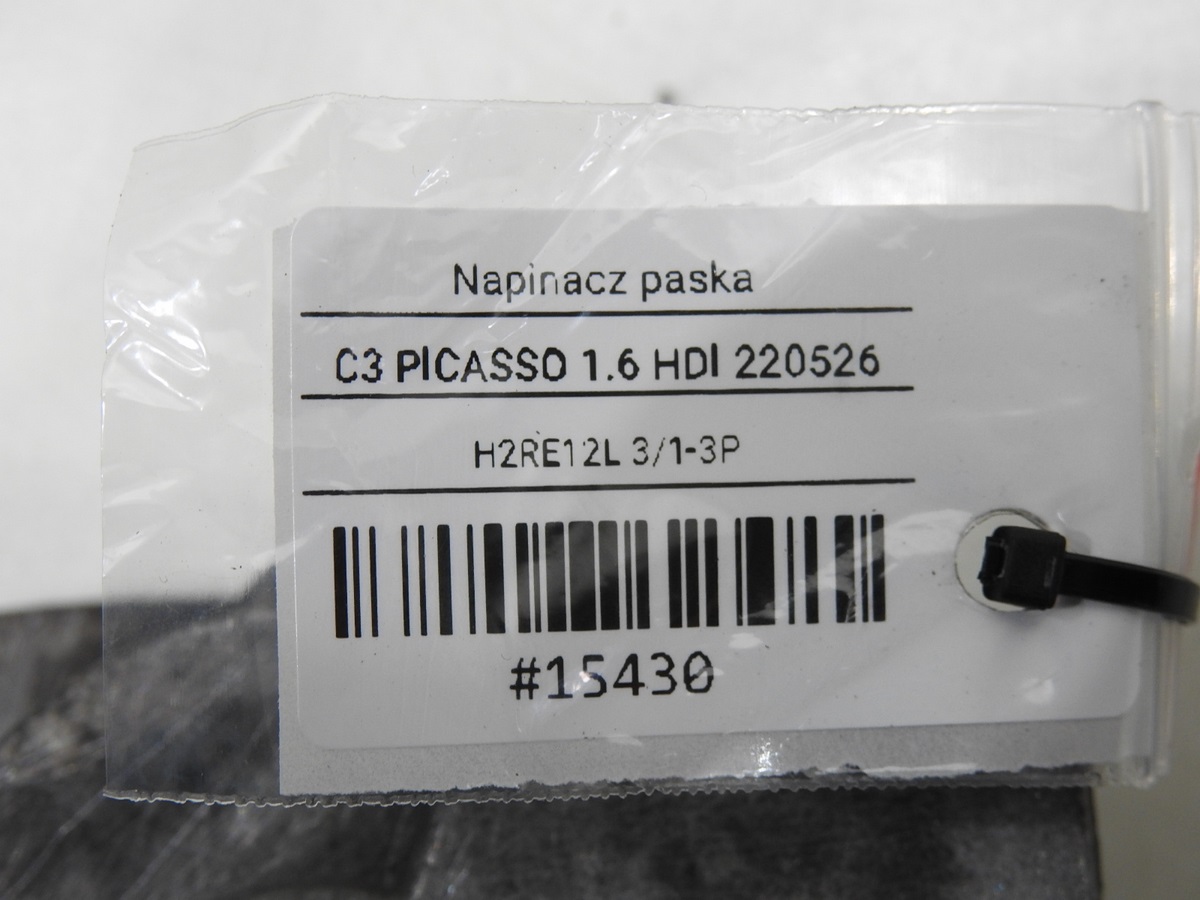 Napinacz paska
C3 PICASSO 1.6 HDI 220526
H2RE12L 3/1-3P
#15430